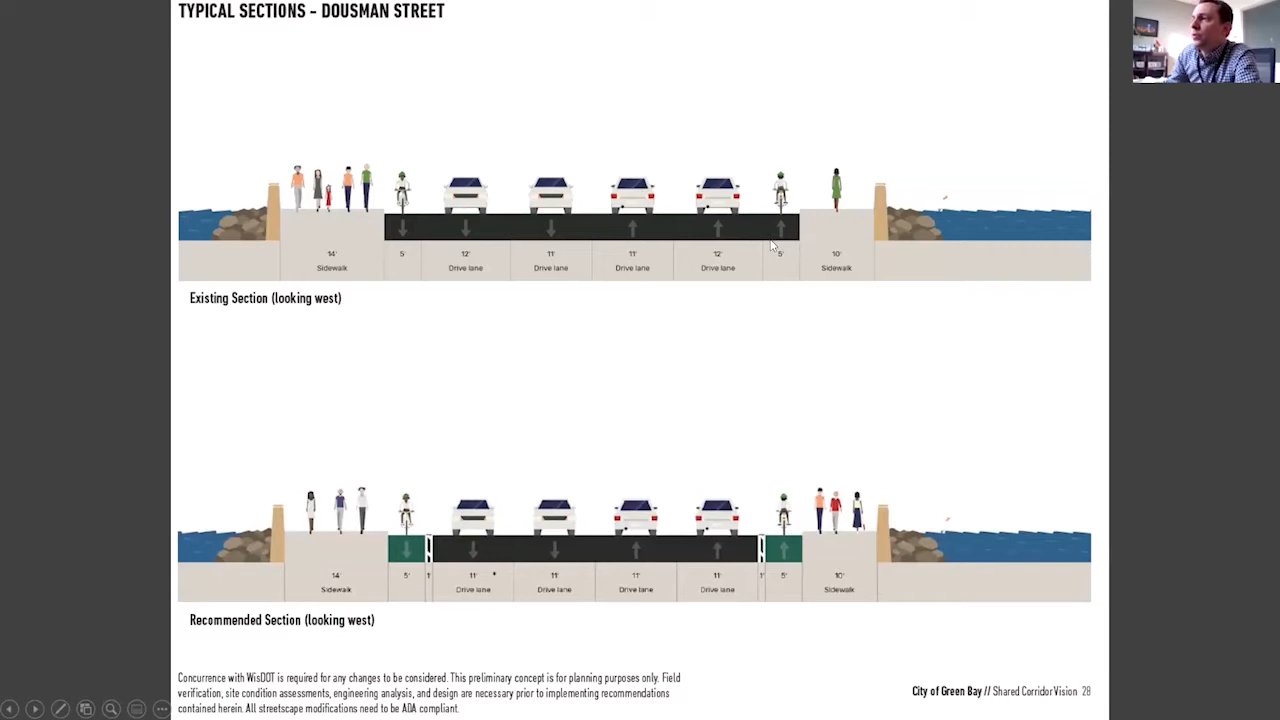 TYPICAL SECTIONS - DOUSMAN STREET
14' 5' 12' 11' 11' 12' 5' 10'
Sidewalk Drive lane Drive lane Drive lane Drive lane Sidewalk
Existing Section (looking west)
14' 5' 1' 11' * 11' 11' 11' 1' 5' 10'
Sidewalk Drive lane Drive lane Drive lane Drive lane Sidewalk
Recommended Section (looking west)
Concurrence with WisDOT is required for any changes to be considered. This preliminary concept is for planning purposes only. Field
verification, site condition assessments, engineering analysis, and design are necessary prior to implementing recommendations
contained herein. All streetscape modifications need to be ADA compliant.
City of Green Bay // Shared Corridor Vision 28